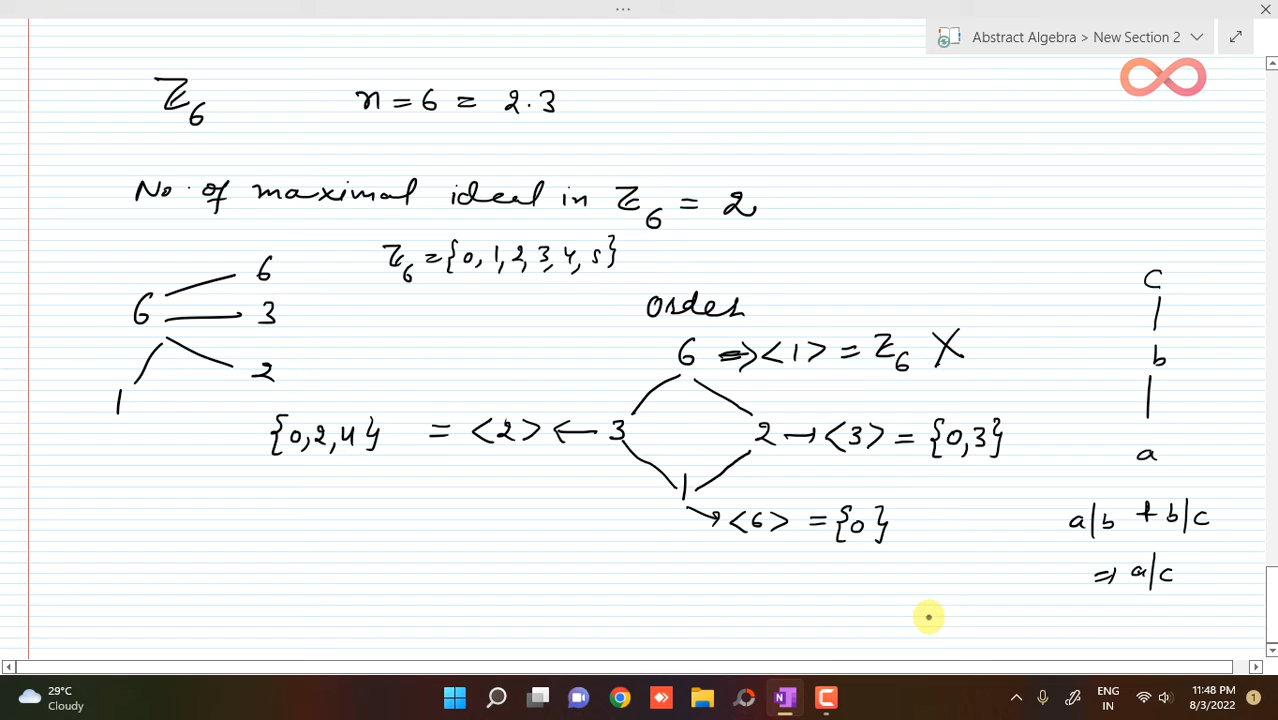 ...
Abstract Algebra > New Section 2
ℤ₆ n = 6 = 2·3
No. of maximal ideal in ℤ₆ = 2
ℤ₆ = {0, 1, 2, 3, 4, 5}
6
6
3
2
1
order
6 ⇒ <1> = ℤ₆ X
{0,2,4} = <2> ← 3
2 → <3> = {0,3}
1
→ <6> = {0}
c
b
a
a|b + b|c
⇒ a|c
29°C
Cloudy
ENG
IN
11:48 PM
8/3/2022
1